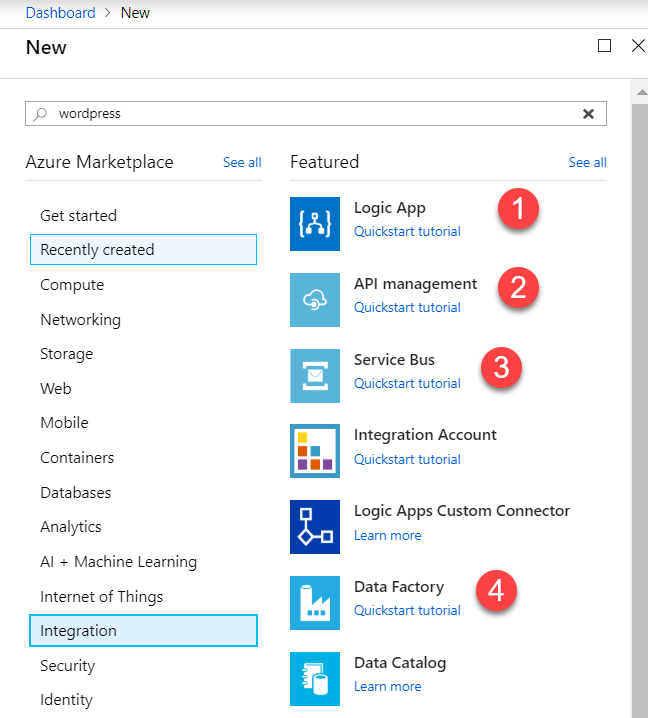 Dashboard > New
New
wordpress
Azure Marketplace See all
Get started
Recently created
Compute
Networking
Storage
Web
Mobile
Containers
Databases
Analytics
AI + Machine Learning
Internet of Things
Integration
Security
Identity
Featured See all
Logic App
Quickstart tutorial
1
API management
Quickstart tutorial
2
Service Bus
Quickstart tutorial
3
Integration Account
Quickstart tutorial
Logic Apps Custom Connector
Learn more
Data Factory
Quickstart tutorial
4
Data Catalog
Learn more